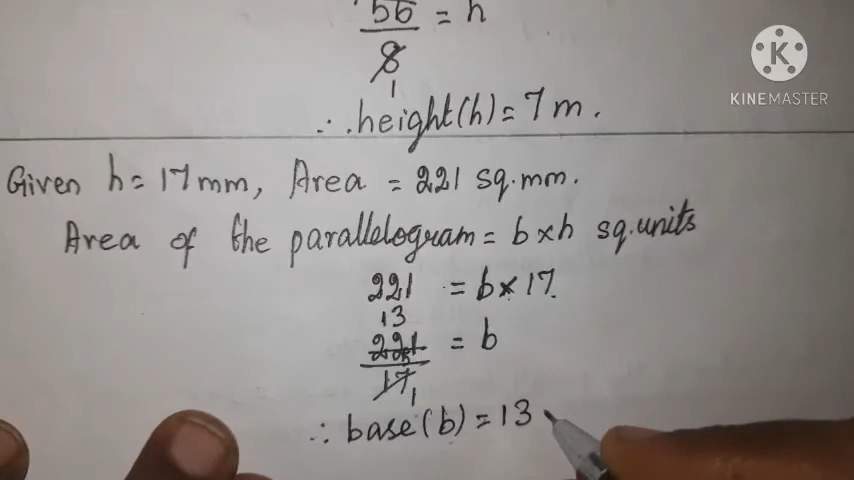 56 = h
8
1
∴ height(h) = 7 m.
KINEMASTER
Given h = 17 mm, Area = 221 sq.mm.
Area of the parallelogram = b × h sq.units
221 = b × 17.
13
221 = b
17
1
∴ base(b) = 13